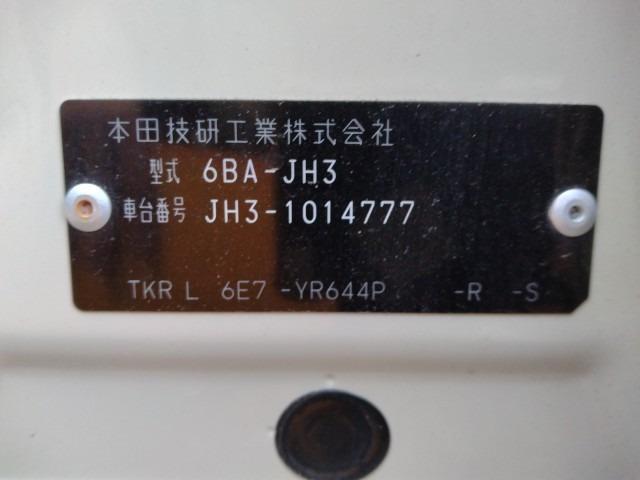 本田技研工業株式会社
型式 6BA-JH3
車台番号 JH3-1014777
TKR L 6E7 -YR644P -R -S